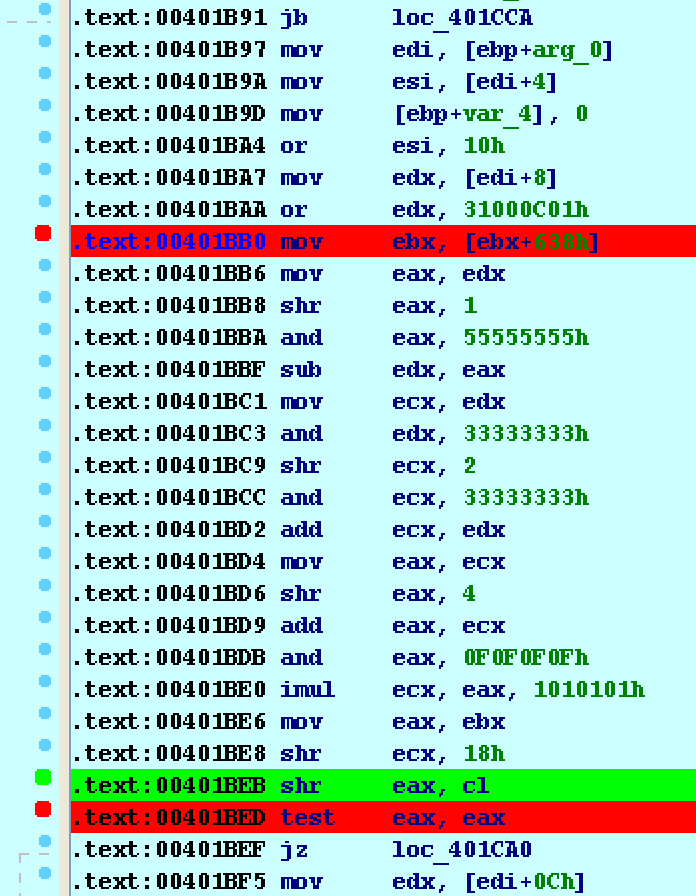 .text:00401B91 jb loc_401CCA
.text:00401B97 mov edi, [ebp+arg_0]
.text:00401B9A mov esi, [edi+4]
.text:00401B9D mov [ebp+var_4], 0
.text:00401BA4 or esi, 10h
.text:00401BA7 mov edx, [edi+8]
.text:00401BAA or edx, 31000C01h
.text:00401BB0 mov ebx, [ebx+638h]
.text:00401BB6 mov eax, edx
.text:00401BB8 shr eax, 1
.text:00401BBA and eax, 55555555h
.text:00401BBF sub edx, eax
.text:00401BC1 mov ecx, edx
.text:00401BC3 and edx, 33333333h
.text:00401BC9 shr ecx, 2
.text:00401BCC and ecx, 33333333h
.text:00401BD2 add ecx, edx
.text:00401BD4 mov eax, ecx
.text:00401BD6 shr eax, 4
.text:00401BD9 add eax, ecx
.text:00401BDB and eax, 0F0F0F0Fh
.text:00401BE0 imul ecx, eax, 1010101h
.text:00401BE6 mov eax, ebx
.text:00401BE8 shr ecx, 18h
.text:00401BEB shr eax, cl
.text:00401BED test eax, eax
.text:00401BEF jz loc_401CA0
.text:00401BF5 mov edx, [edi+0Ch]